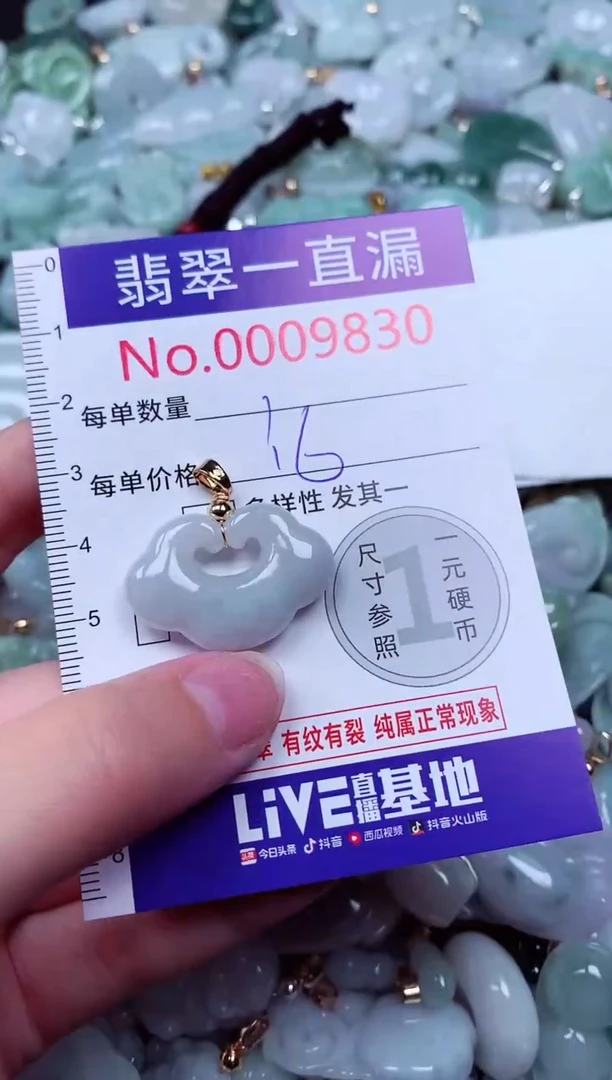 0
翡翠一直漏
1
No.0009830
2
每单数量
16
3
每单价格
多样性 发其一
4
尺寸参照
1
一元硬币
5
翠 有纹有裂 纯属正常现象
LiVE直播基地
头条 今日头条 抖音 西瓜视频 抖音火山版
8